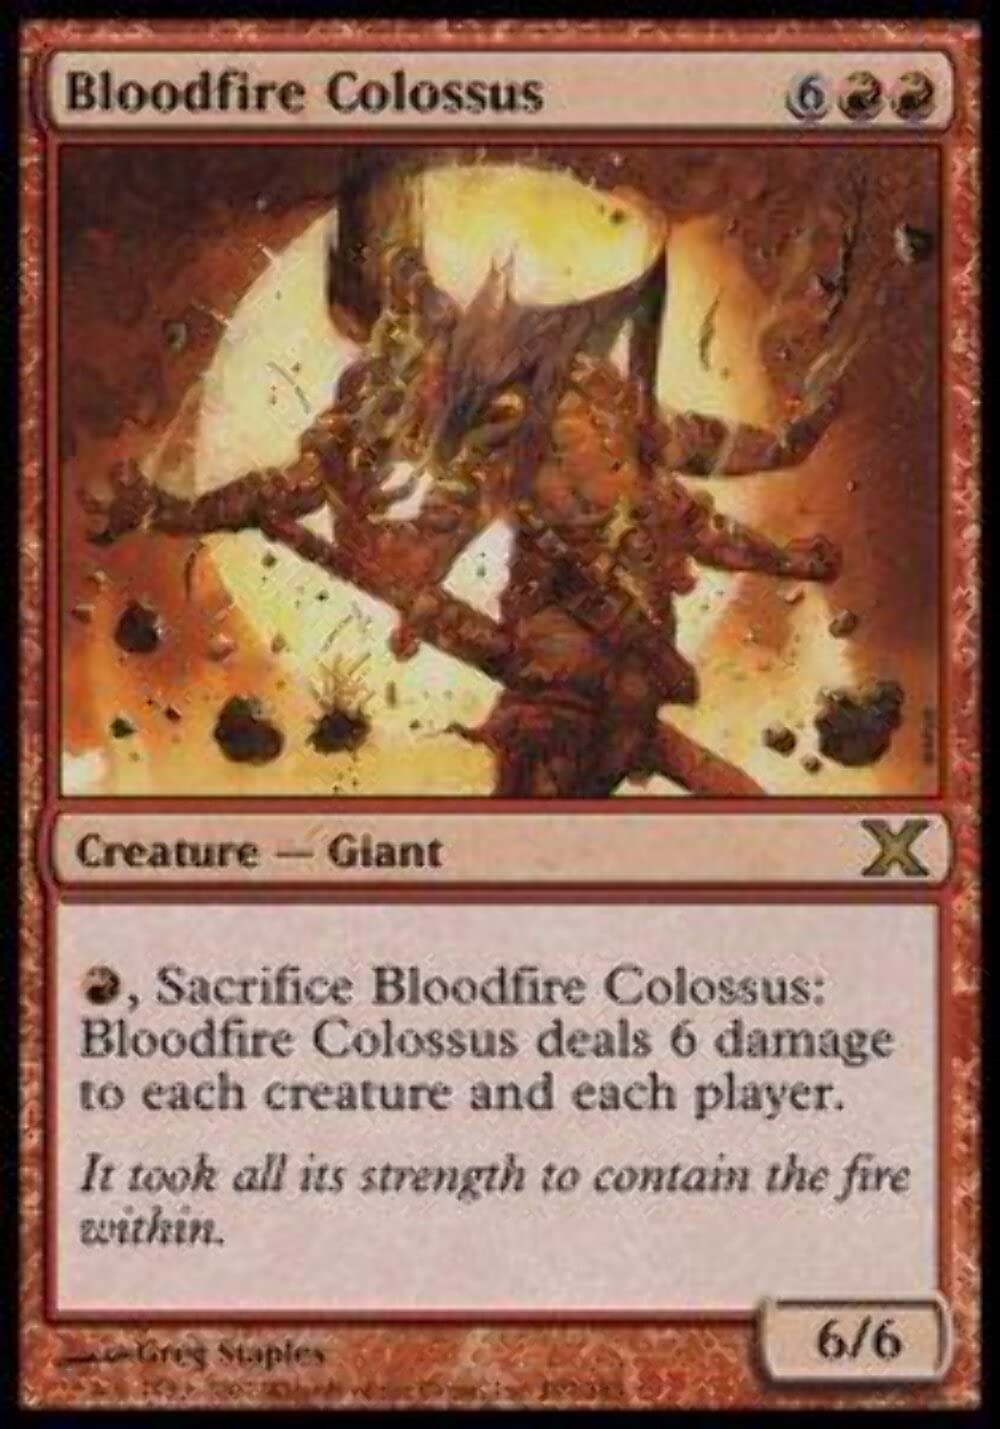 Bloodfire Colossus 6
Creature — Giant
, Sacrifice Bloodfire Colossus:
Bloodfire Colossus deals 6 damage
to each creature and each player.
It took all its strength to contain the fire
within.
6/6
Greg Staples